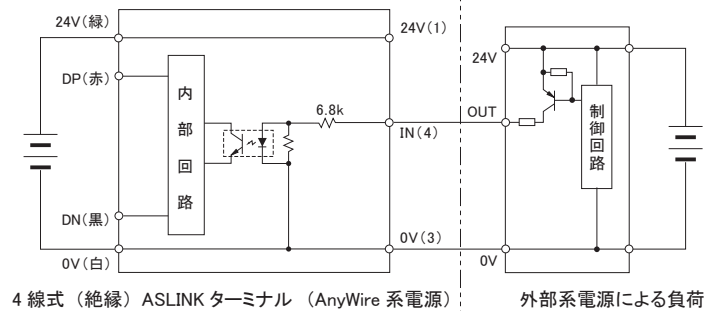 24V(緑)
24V(1)
24V
DP(赤)
内部回路
6.8k
IN(4)
OUT
制御回路
DN(黒)
0V(白)
0V(3)
0V
4 線式 (絶縁) ASLINK ターミナル (AnyWire 系電源)
外部系電源による負荷